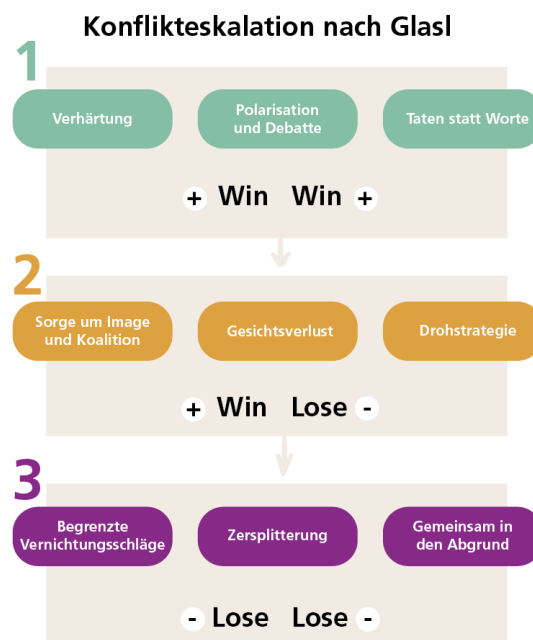 Konflikteskalation nach Glasl
1
Verhärtung
Polarisation
und Debatte
Taten statt Worte
+ Win Win +
2
Sorge um Image
und Koalition
Gesichtsverlust
Drohstrategie
+ Win Lose -
3
Begrenzte
Vernichtungsschläge
Zersplitterung
Gemeinsam in
den Abgrund
- Lose Lose -